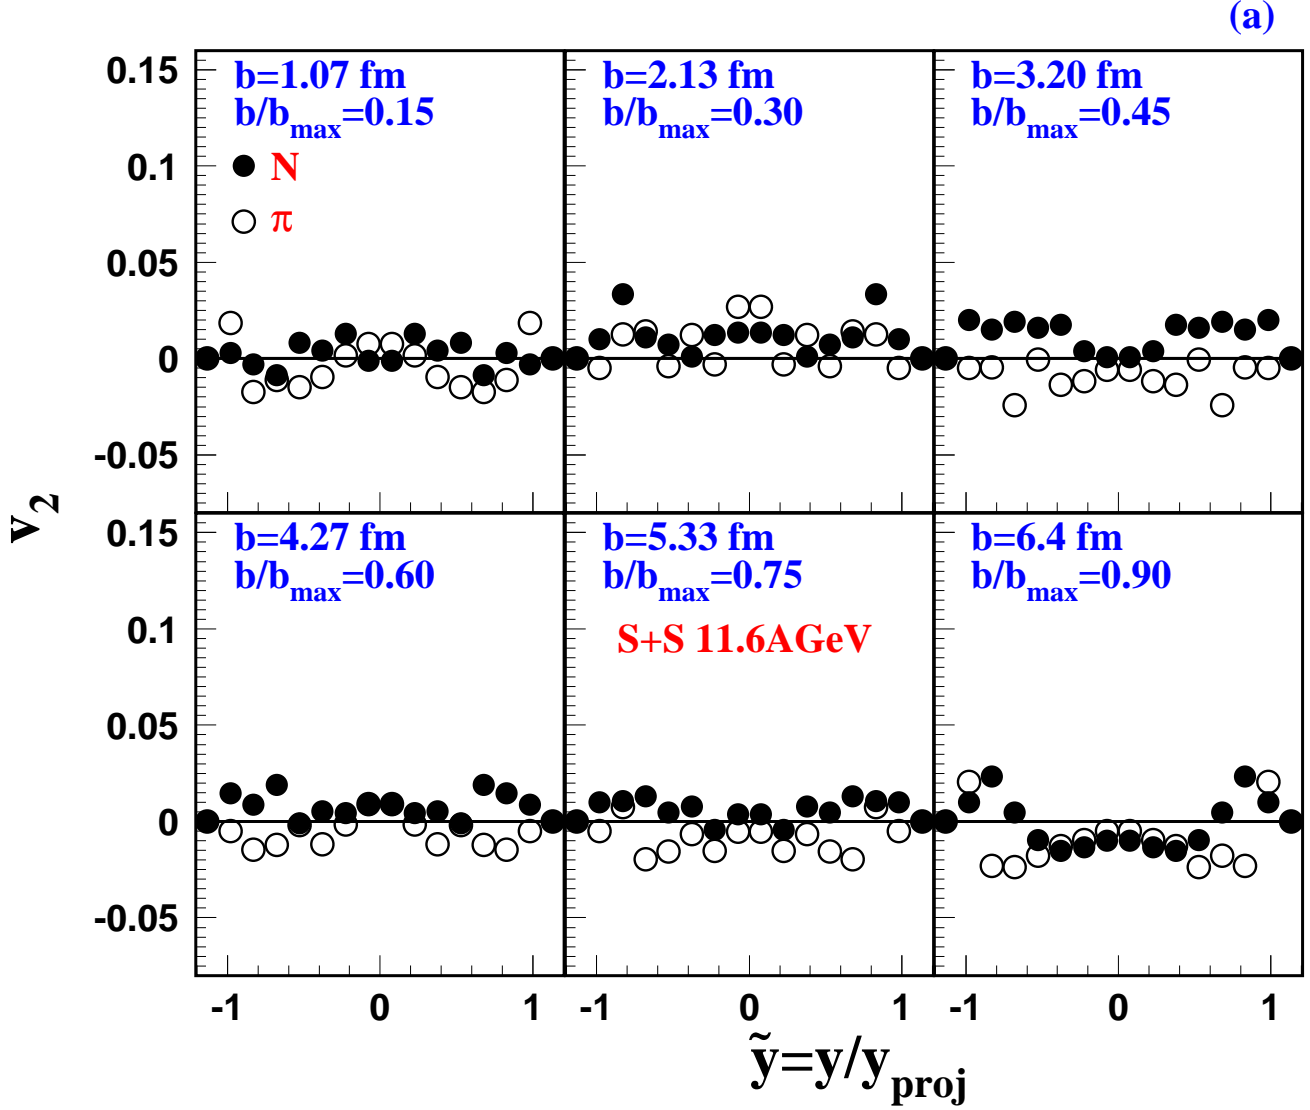 (a)
b=1.07 fm
b/bmax=0.15
N
π
b=2.13 fm
b/bmax=0.30
b=3.20 fm
b/bmax=0.45
0.15
0.1
0.05
0
-0.05
v2
b=4.27 fm
b/bmax=0.60
b=5.33 fm
b/bmax=0.75
S+S 11.6AGeV
b=6.4 fm
b/bmax=0.90
0.15
0.1
0.05
0
-0.05
-1 0 1 -1 0 1 -1 0 1
ỹ=y/yproj